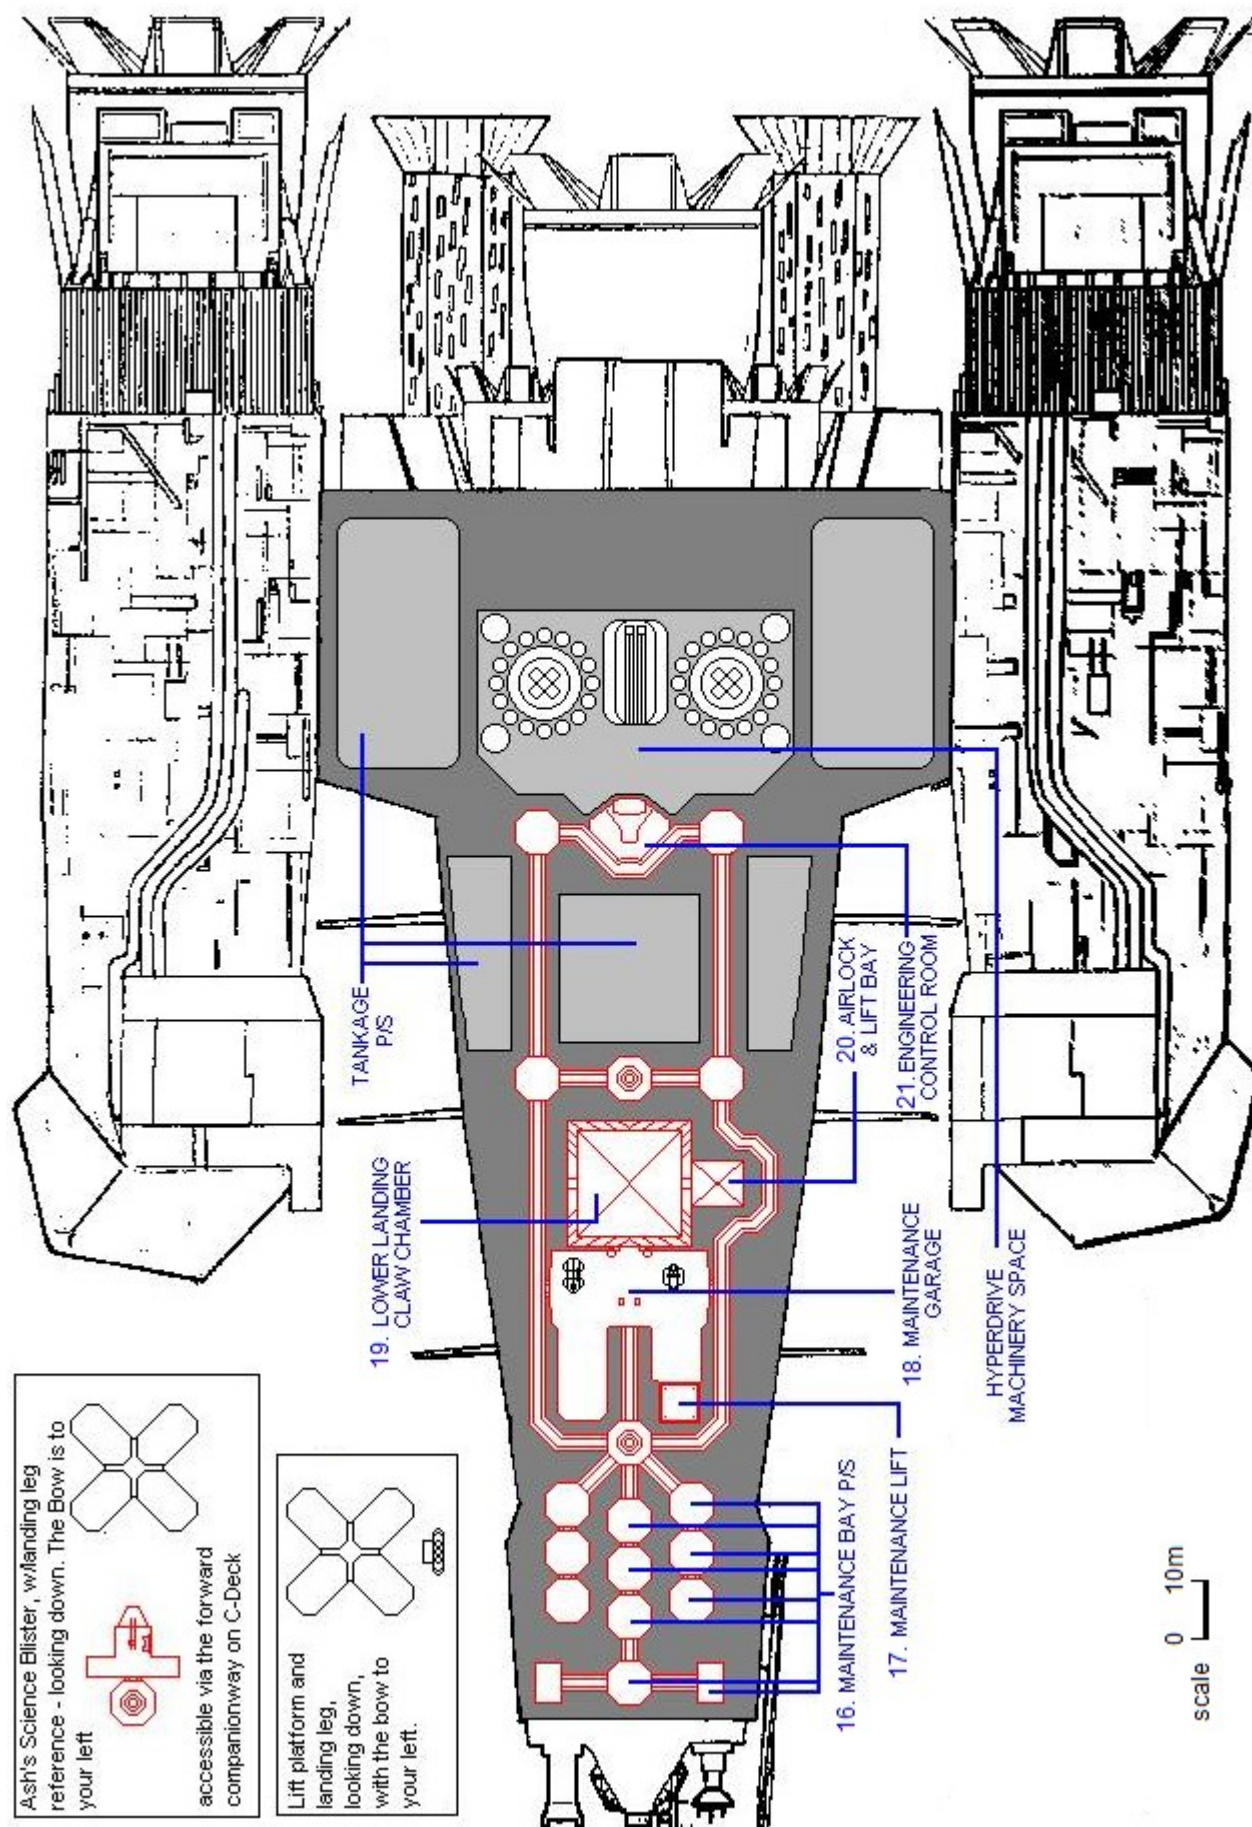 Ash's Science Blister, w/landing leg
reference - looking down. The Bow is to
your left
accessible via the forward
companionway on C-Deck
Lift platform and
landing leg,
looking down,
with the bow to
your left.
TANKAGE
P/S
19. LOWER LANDING
CLAW CHAMBER
16. MAINTENANCE BAY P/S
17. MAINTENANCE LIFT
18. MAINTENANCE
GARAGE
20. AIRLOCK
& LIFT BAY
21. ENGINEERING
CONTROL ROOM
HYPERDRIVE
MACHINERY SPACE
scale
0 10m